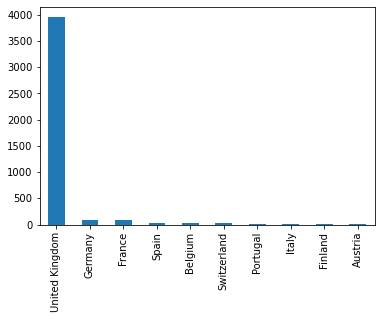 4000
3500
3000
2500
2000
1500
1000
500
0
United Kingdom
Germany
France
Spain
Belgium
Switzerland
Portugal
Italy
Finland
Austria